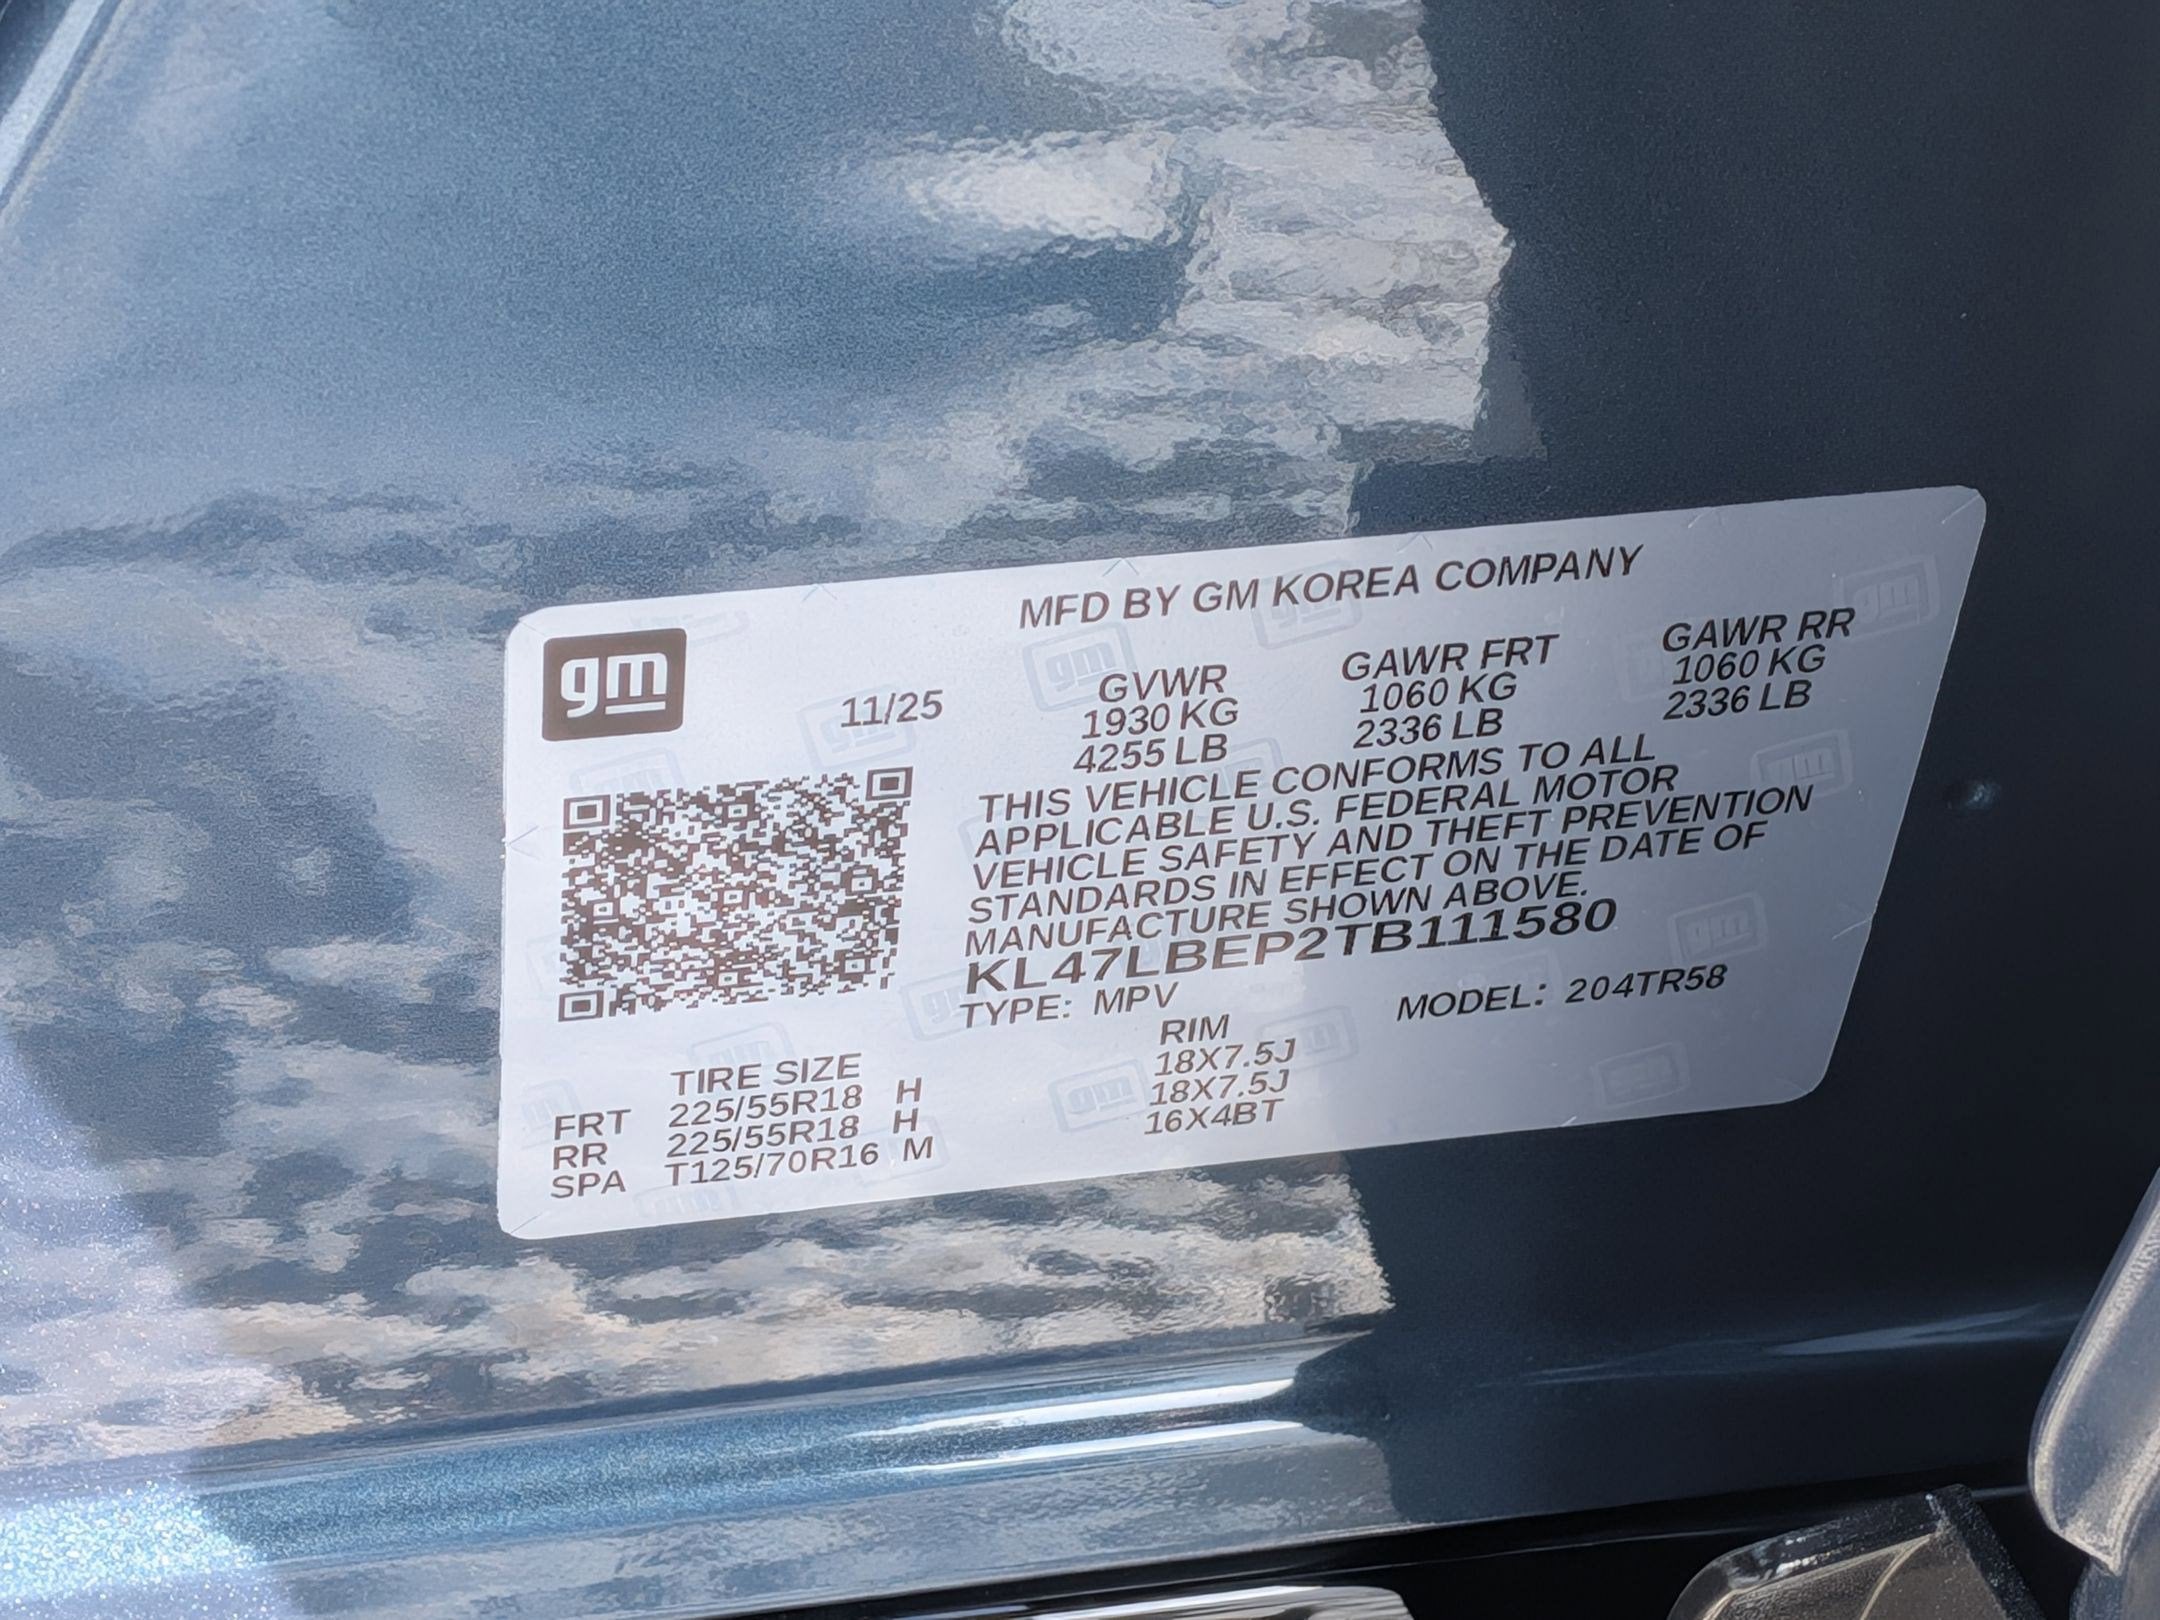 MFD BY GM KOREA COMPANY
gm
11/25
GVWR GAWR FRT GAWR RR
1930 KG 1060 KG 1060 KG
4255 LB 2336 LB 2336 LB
THIS VEHICLE CONFORMS TO ALL
APPLICABLE U.S. FEDERAL MOTOR
VEHICLE SAFETY AND THEFT PREVENTION
STANDARDS IN EFFECT ON THE DATE OF
MANUFACTURE SHOWN ABOVE.
KL47LBEP2TB111580
TYPE: MPV MODEL: 204TR58
TIRE SIZE RIM
FRT 225/55R18 H 18X7.5J
RR 225/55R18 H 18X7.5J
SPA T125/70R16 M 16X4BT